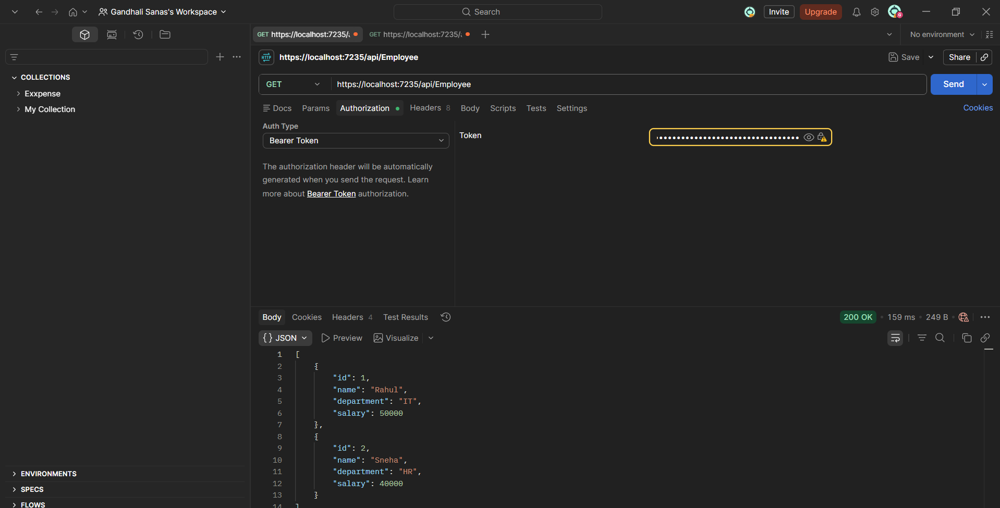 Gandhali Sanas's Workspace
Search
Invite
Upgrade
GET https://localhost:7235/a
GET https://localhost:7235/a
No environment
HTTP
https://localhost:7235/api/Employee
Save
Share
COLLECTIONS
Exxpense
My Collection
GET
https://localhost:7235/api/Employee
Send
Docs Params Authorization Headers 8 Body Scripts Tests Settings
Cookies
Auth Type
Bearer Token
The authorization header will be automatically
generated when you send the request. Learn
more about Bearer Token authorization.
Token
Body Cookies Headers 4 Test Results
200 OK • 159 ms • 249 B
{} JSON Preview Visualize
1 [
2 {
3 "id": 1,
4 "name": "Rahul",
5 "department": "IT",
6 "salary": 50000
7 },
8 {
9 "id": 2,
10 "name": "Sneha",
11 "department": "HR",
12 "salary": 40000
13 }
14 ]
ENVIRONMENTS
SPECS
FLOWS